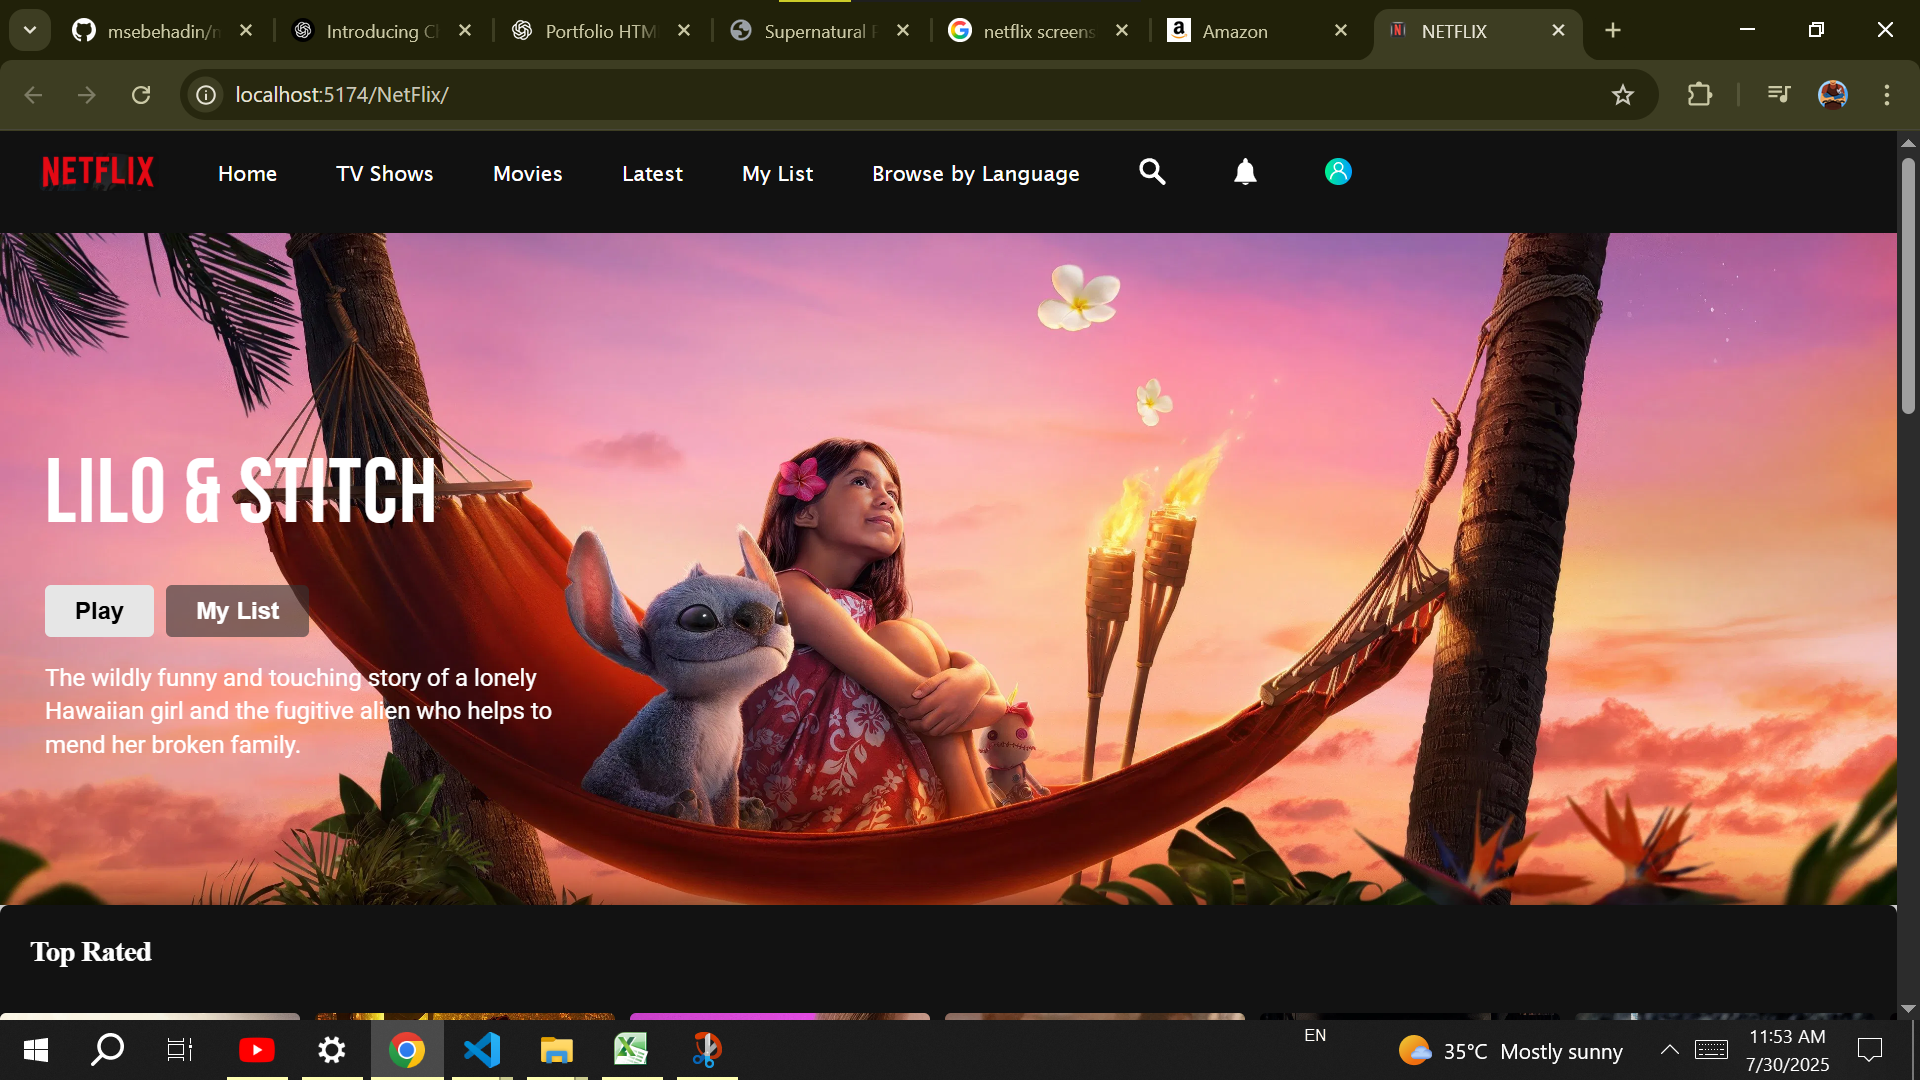 msebehadin/n
Introducing Ch
Portfolio HTM
Supernatural P
netflix screens
Amazon
NETFLIX
localhost:5174/NetFlix/
NETFLIX
Home
TV Shows
Movies
Latest
My List
Browse by Language
LILO & STITCH
Play
My List
The wildly funny and touching story of a lonely
Hawaiian girl and the fugitive alien who helps to
mend her broken family.
Top Rated
EN
35°C Mostly sunny
11:53 AM
7/30/2025